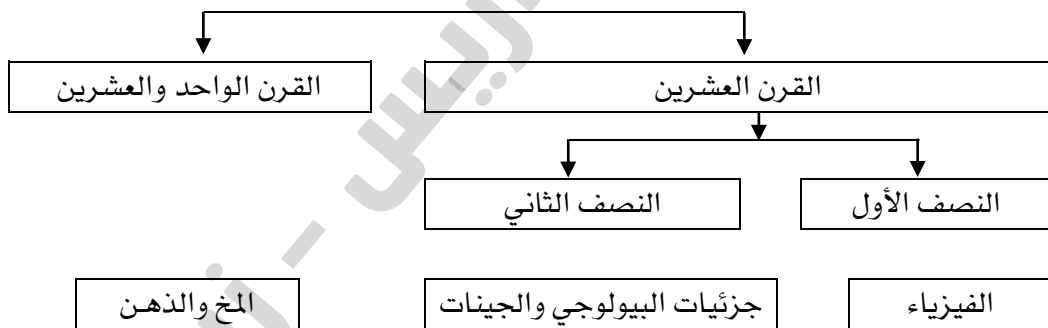 القرن العشرين
القرن الواحد والعشرين
النصف الأول
النصف الثاني
الفيزياء
جزئيات البيولوجي والجينات
المخ والذهن